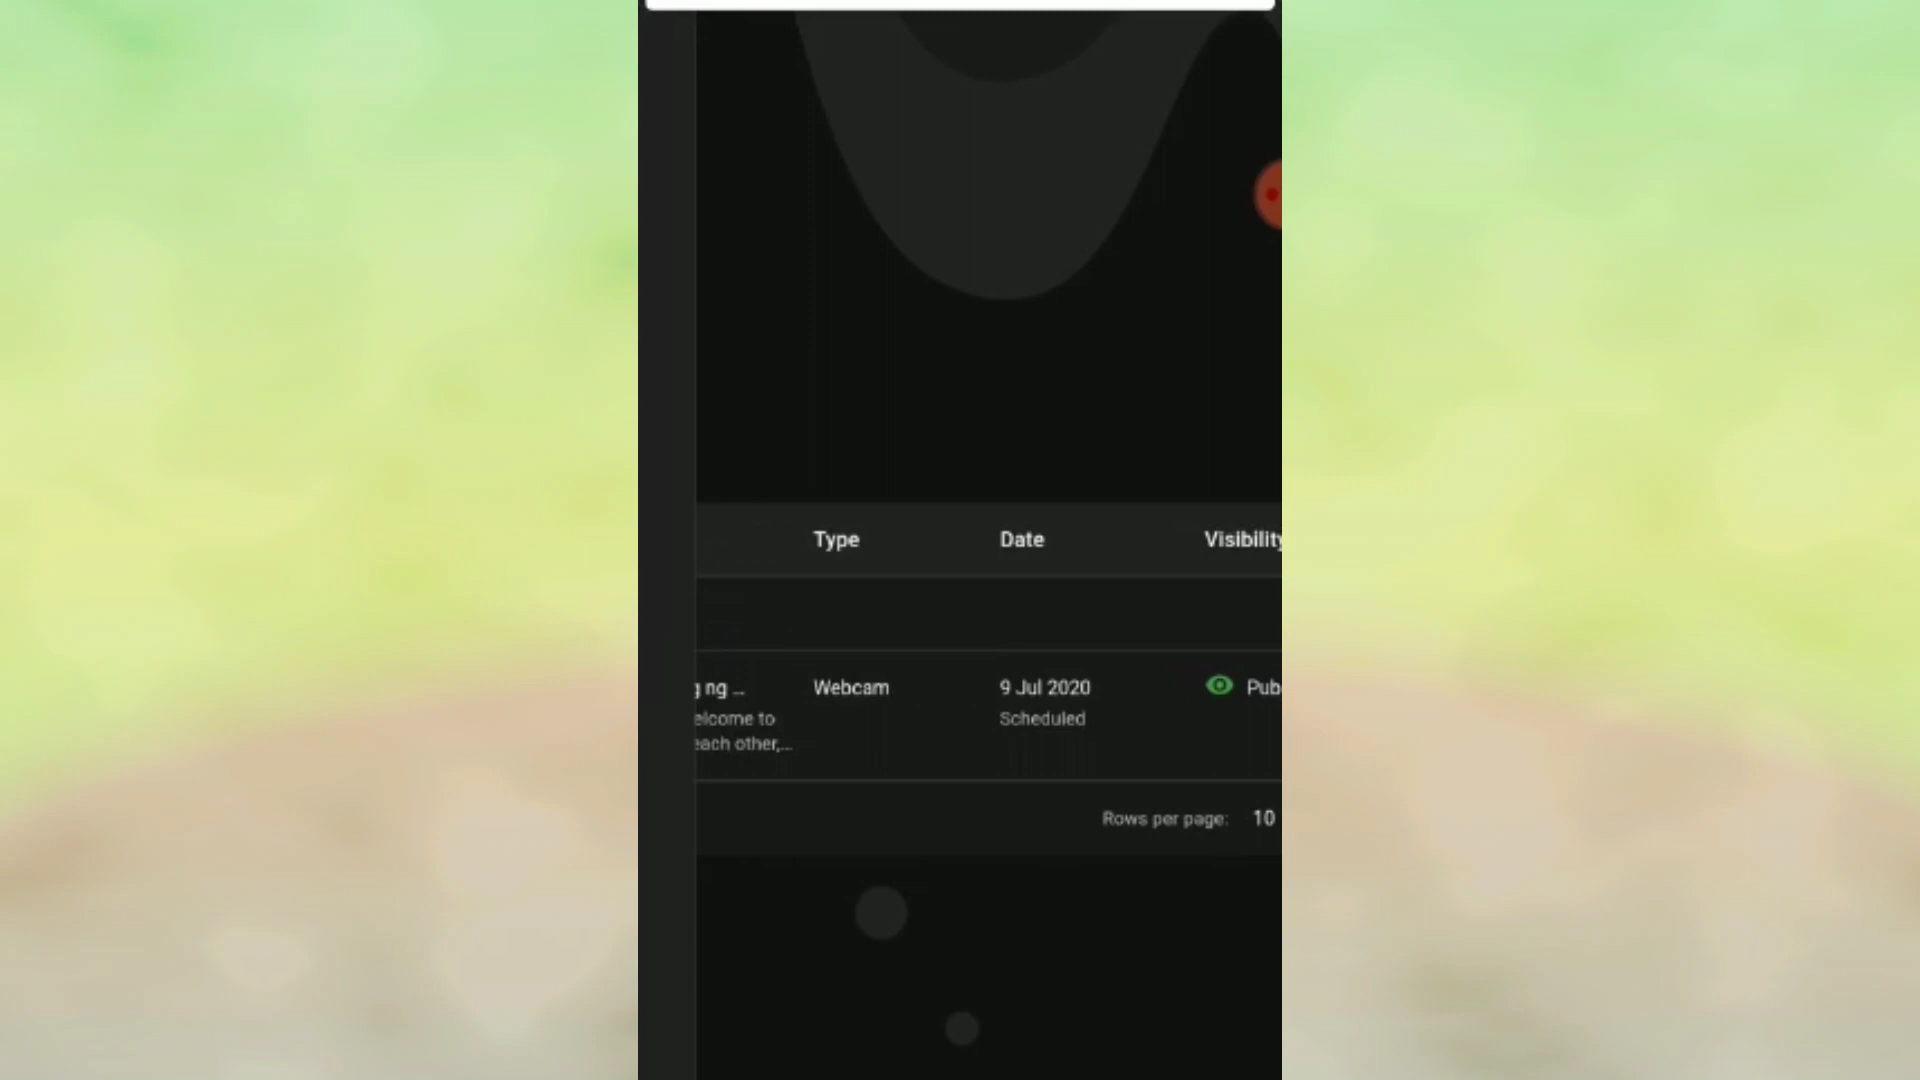 Type Date Visibility
ng ... Webcam 9 Jul 2020 Pub
elcome to Scheduled
each other,...
Rows per page: 10